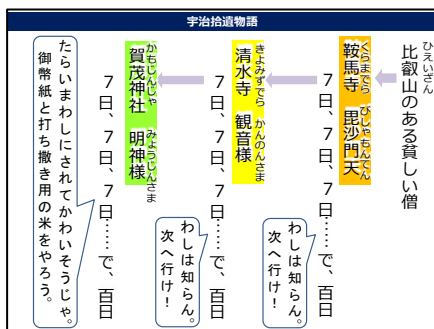 宇治拾遺物語
ひえいざん
比叡山のある貧しい僧
くらまでら びしゃもんてん
鞍馬寺 毘沙門天
7日、7日、7日……で、百日
わしは知らん。
次へ行け！
きよみずでら かんのんさま
清水寺 観音様
7日、7日、7日……で、百日
わしは知らん。
次へ行け！
かもじんじゃ みょうじんさま
賀茂神社 明神様
7日、7日、7日……で、百日
たらいまわしにされてかわいそうじゃ。
御幣紙と打ち撒き用の米をやろう。